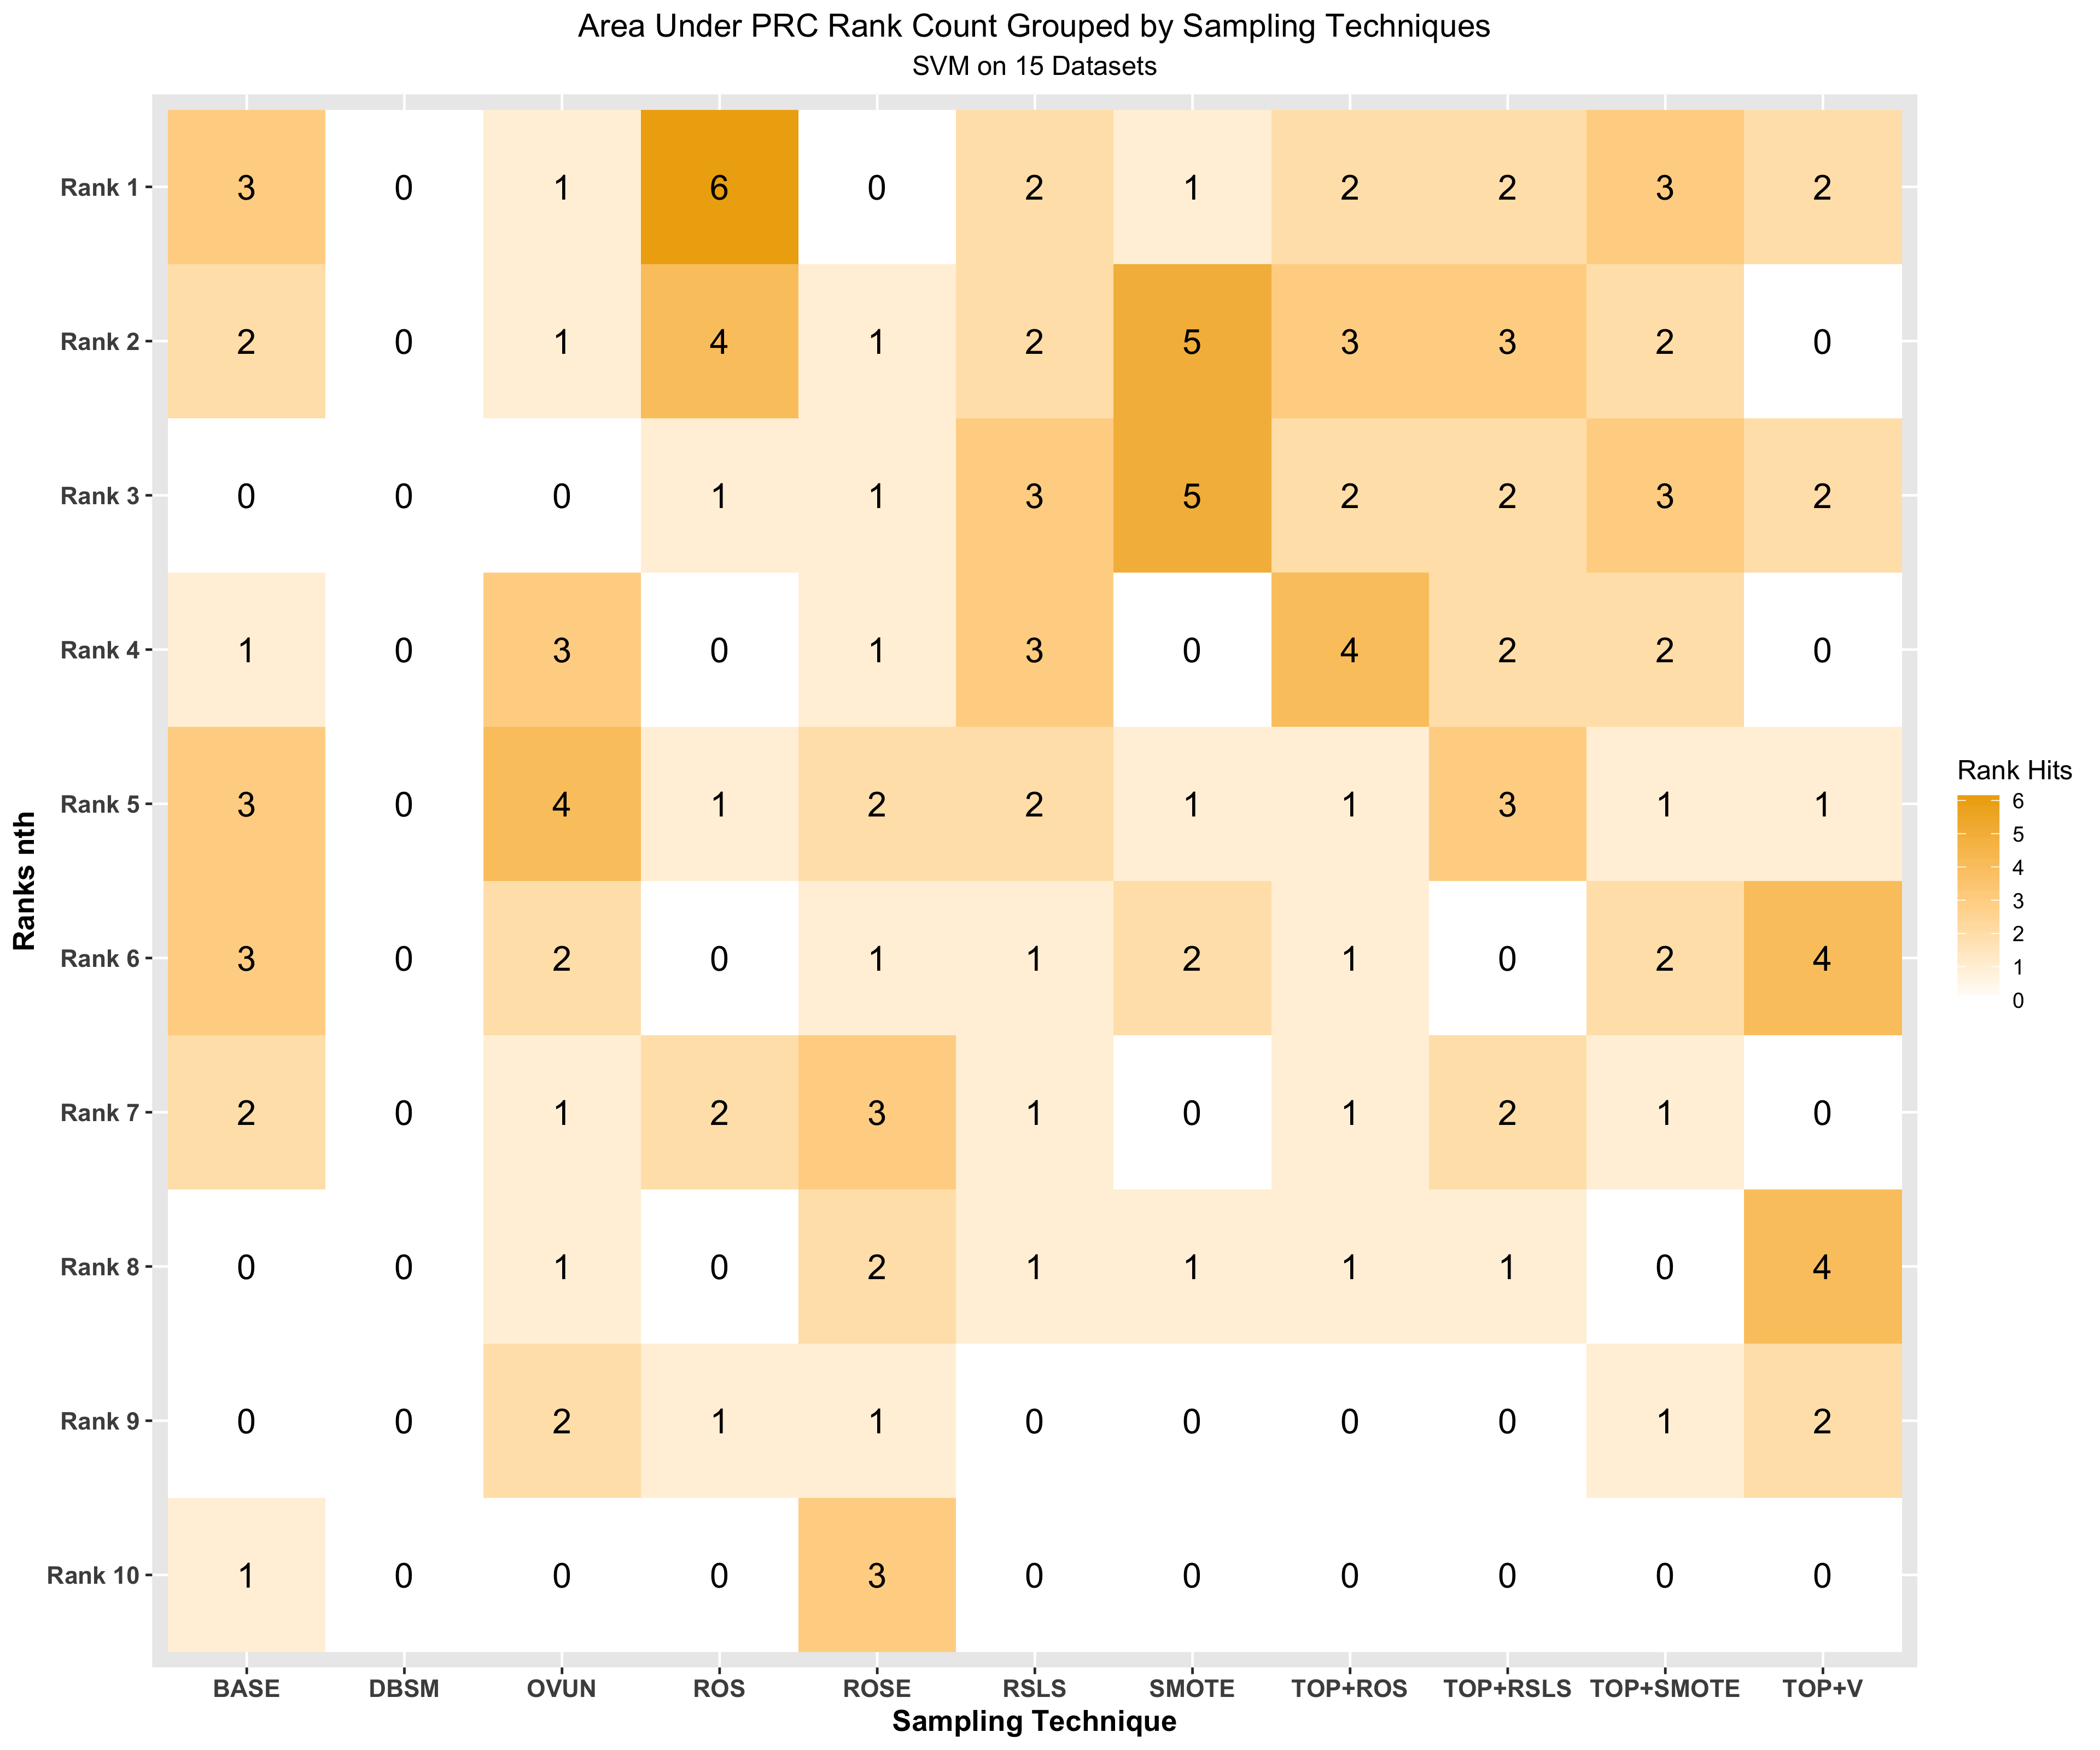 Area Under PRC Rank Count Grouped by Sampling Techniques
SVM on 15 Datasets
Rank 1 3 0 1 6 0 2 1 2 2 3 2
Rank 2 2 0 1 4 1 2 5 3 3 2 0
Rank 3 0 0 0 1 1 3 5 2 2 3 2
Rank 4 1 0 3 0 1 3 0 4 2 2 0
Rank 5 3 0 4 1 2 2 1 1 3 1 1
Rank 6 3 0 2 0 1 1 2 1 0 2 4
Rank 7 2 0 1 2 3 1 0 1 2 1 0
Rank 8 0 0 1 0 2 1 1 1 1 0 4
Rank 9 0 0 2 1 1 0 0 0 0 1 2
Rank 10 1 0 0 0 3 0 0 0 0 0 0
BASE DBSM OVUN ROS ROSE RSLS SMOTE TOP+ROS TOP+RSLS TOP+SMOTE TOP+V
Sampling Technique
Ranks nth
Rank Hits
6
5
4
3
2
1
0